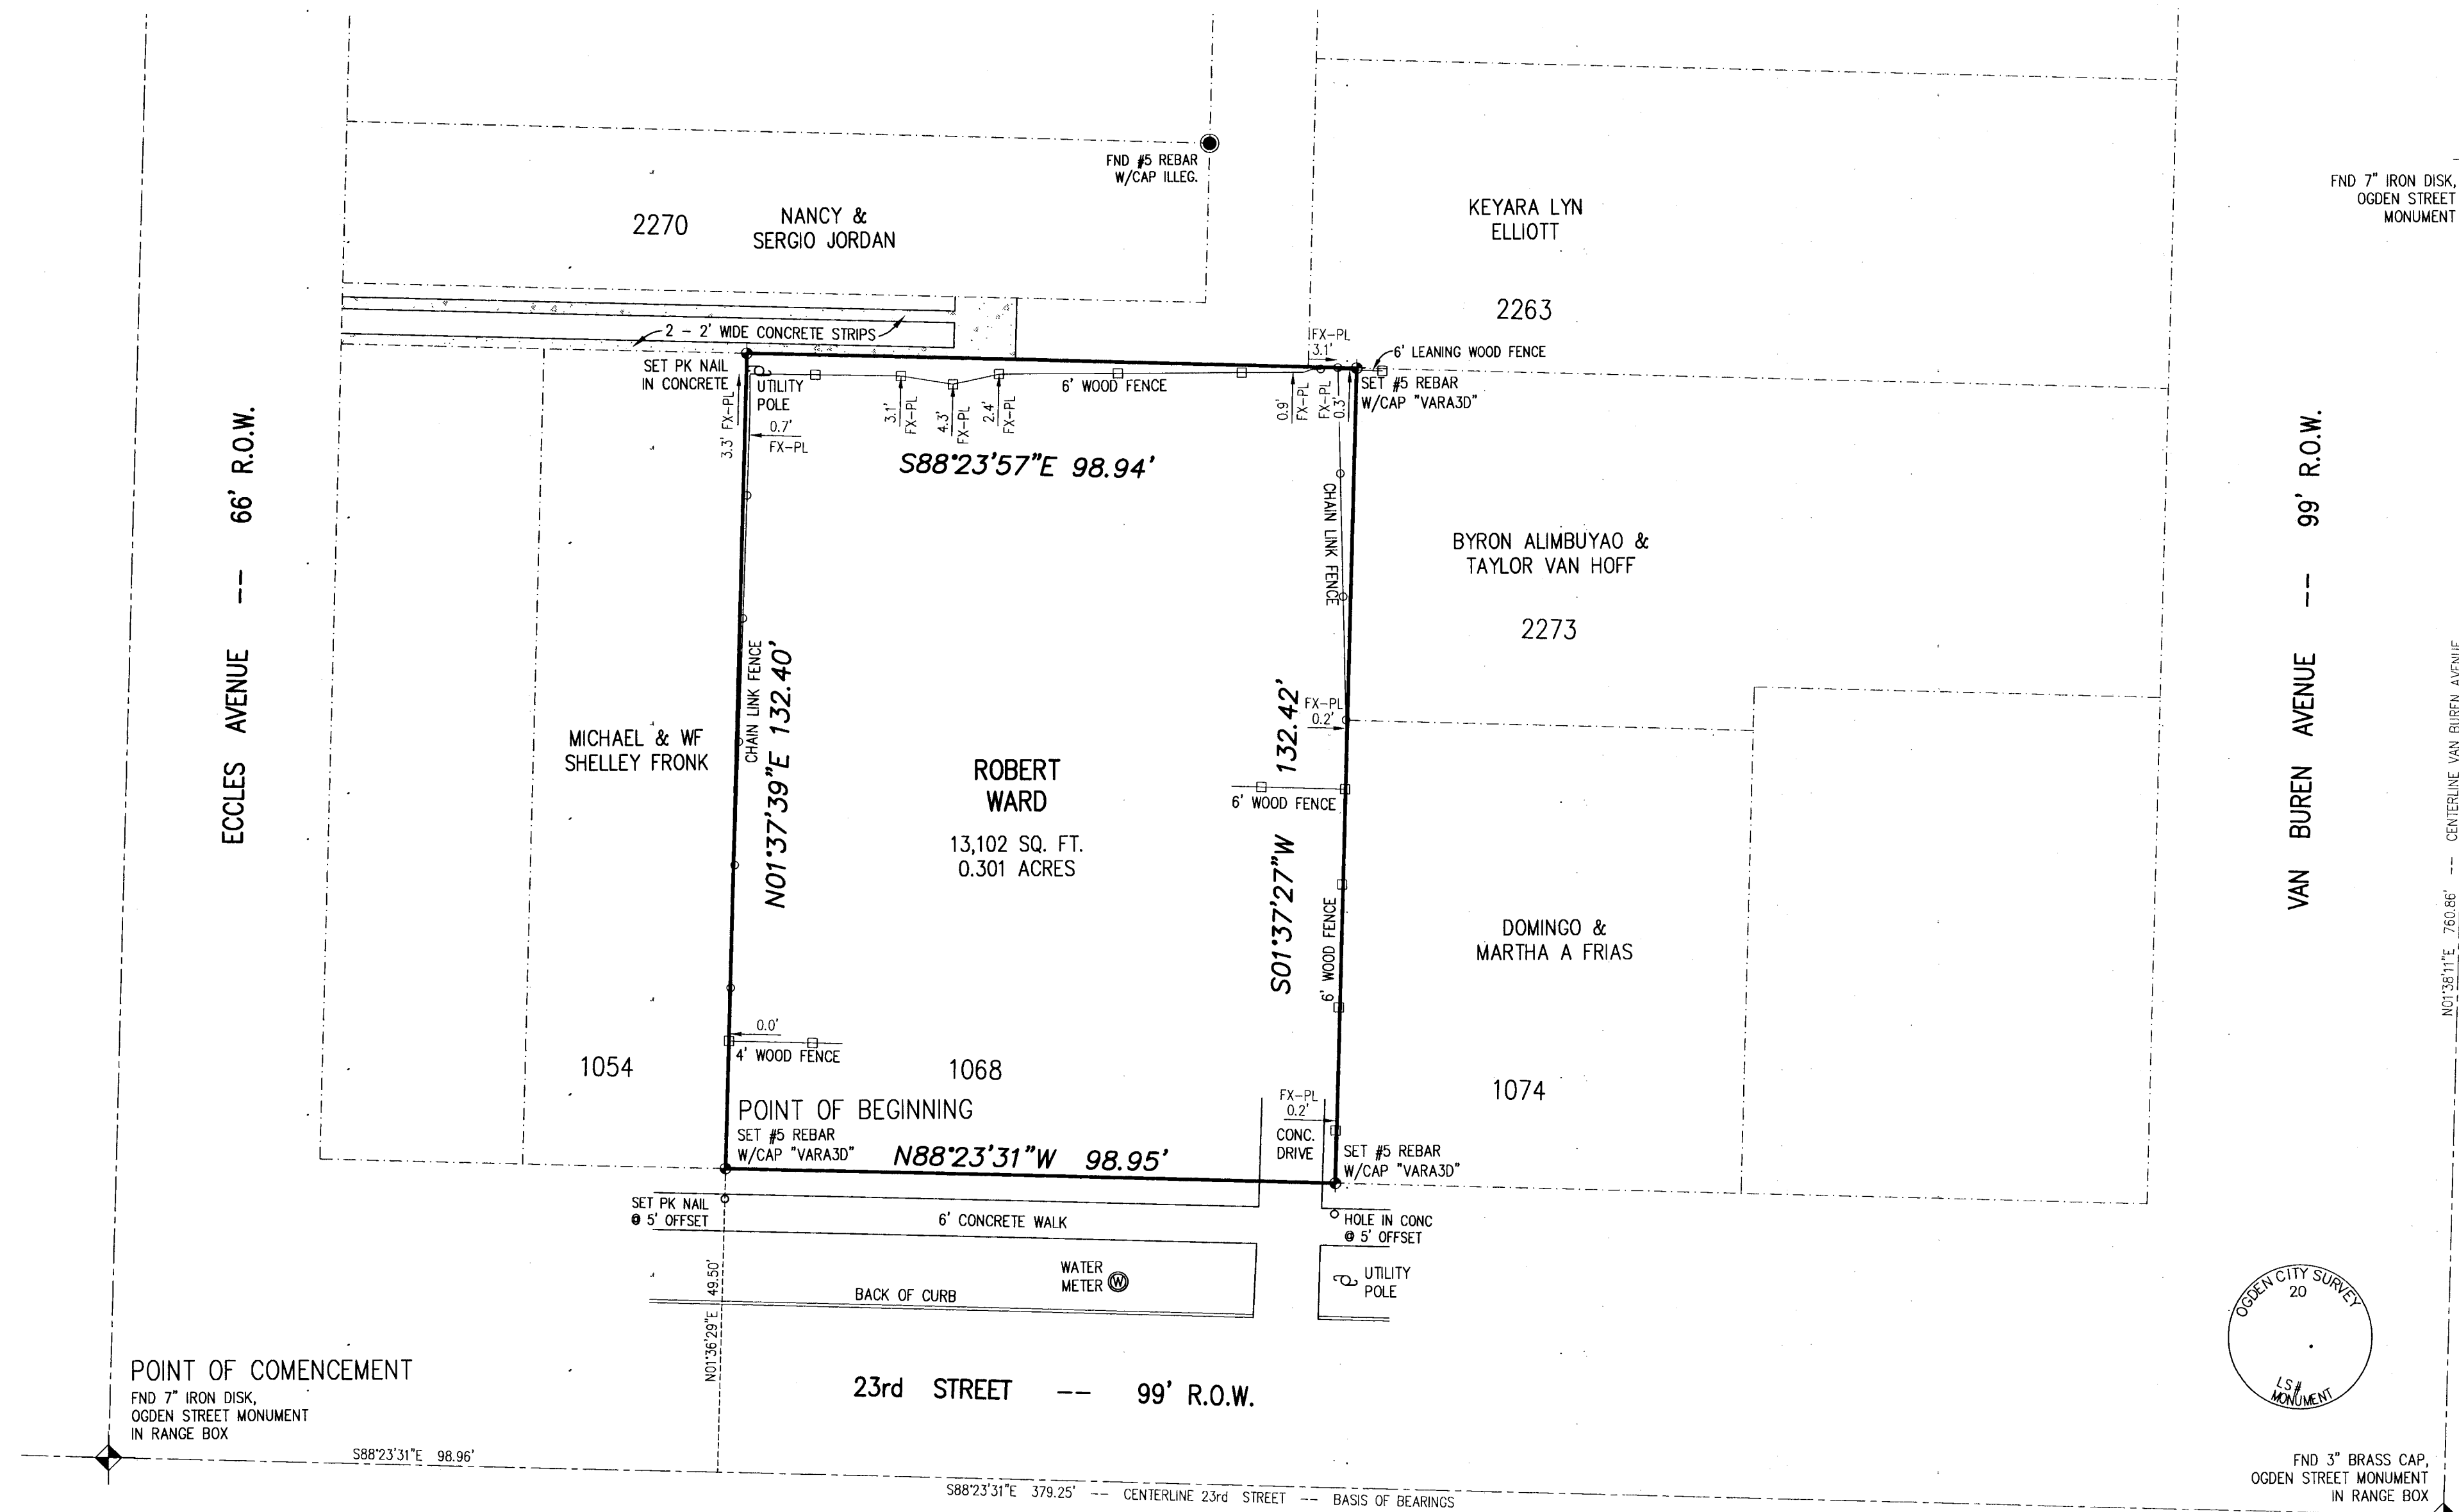 FND #5 REBAR
W/CAP ILLEG.
FND 7" IRON DISK,
OGDEN STREET
MONUMENT
2270
NANCY &
SERGIO JORDAN
KEYARA LYN
ELLIOTT
2263
2 - 2' WIDE CONCRETE STRIPS
FX-PL
3.1'
6' LEANING WOOD FENCE
SET PK NAIL
IN CONCRETE
UTILITY
POLE
6' WOOD FENCE
SET #5 REBAR
W/CAP "VARA3D"
3.3' FX-PL
0.7'
FX-PL
3.1'
FX-PL
4.3'
FX-PL
2.4'
FX-PL
0.9'
FX-PL
FX-PL
0.3'
S88°23'57"E 98.94'
ECCLES AVENUE -- 66' R.O.W.
CHAIN LINK FENCE
BYRON ALIMBUYAO &
TAYLOR VAN HOFF
2273
VAN BUREN AVENUE -- 99' R.O.W.
N01°38'11"E 760.86' -- CENTERLINE VAN BUREN AVENUE
CHAIN LINK FENCE
N01°37'39"E 132.40'
MICHAEL & WF
SHELLEY FRONK
FX-PL
0.2'
S01°37'27"W 132.42'
ROBERT
WARD
13,102 SQ. FT.
0.301 ACRES
6' WOOD FENCE
6' WOOD FENCE
DOMINGO &
MARTHA A FRIAS
0.0'
4' WOOD FENCE
1054
1068
1074
POINT OF BEGINNING
SET #5 REBAR
W/CAP "VARA3D"
N88°23'31"W 98.95'
FX-PL
0.2'
CONC.
DRIVE
SET #5 REBAR
W/CAP "VARA3D"
SET PK NAIL
@ 5' OFFSET
6' CONCRETE WALK
HOLE IN CONC
@ 5' OFFSET
WATER
METER W
UTILITY
POLE
BACK OF CURB
N01°36'29"E 49.50'
OGDEN CITY SURVEY
20
LS#
MONUMENT
POINT OF COMENCEMENT
FND 7" IRON DISK,
OGDEN STREET MONUMENT
IN RANGE BOX
23rd STREET -- 99' R.O.W.
S88°23'31"E 98.96'
S88°23'31"E 379.25' -- CENTERLINE 23rd STREET -- BASIS OF BEARINGS
FND 3" BRASS CAP,
OGDEN STREET MONUMENT
IN RANGE BOX